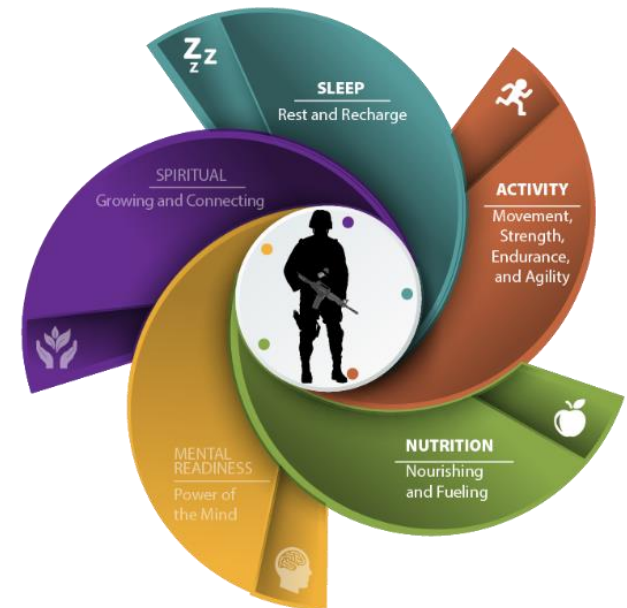 Z Z
Z
SLEEP
Rest and Recharge
ACTIVITY
Movement,
Strength,
Endurance,
and Agility
NUTRITION
Nourishing
and Fueling
MENTAL
READINESS
Power of
the Mind
SPIRITUAL
Growing and Connecting